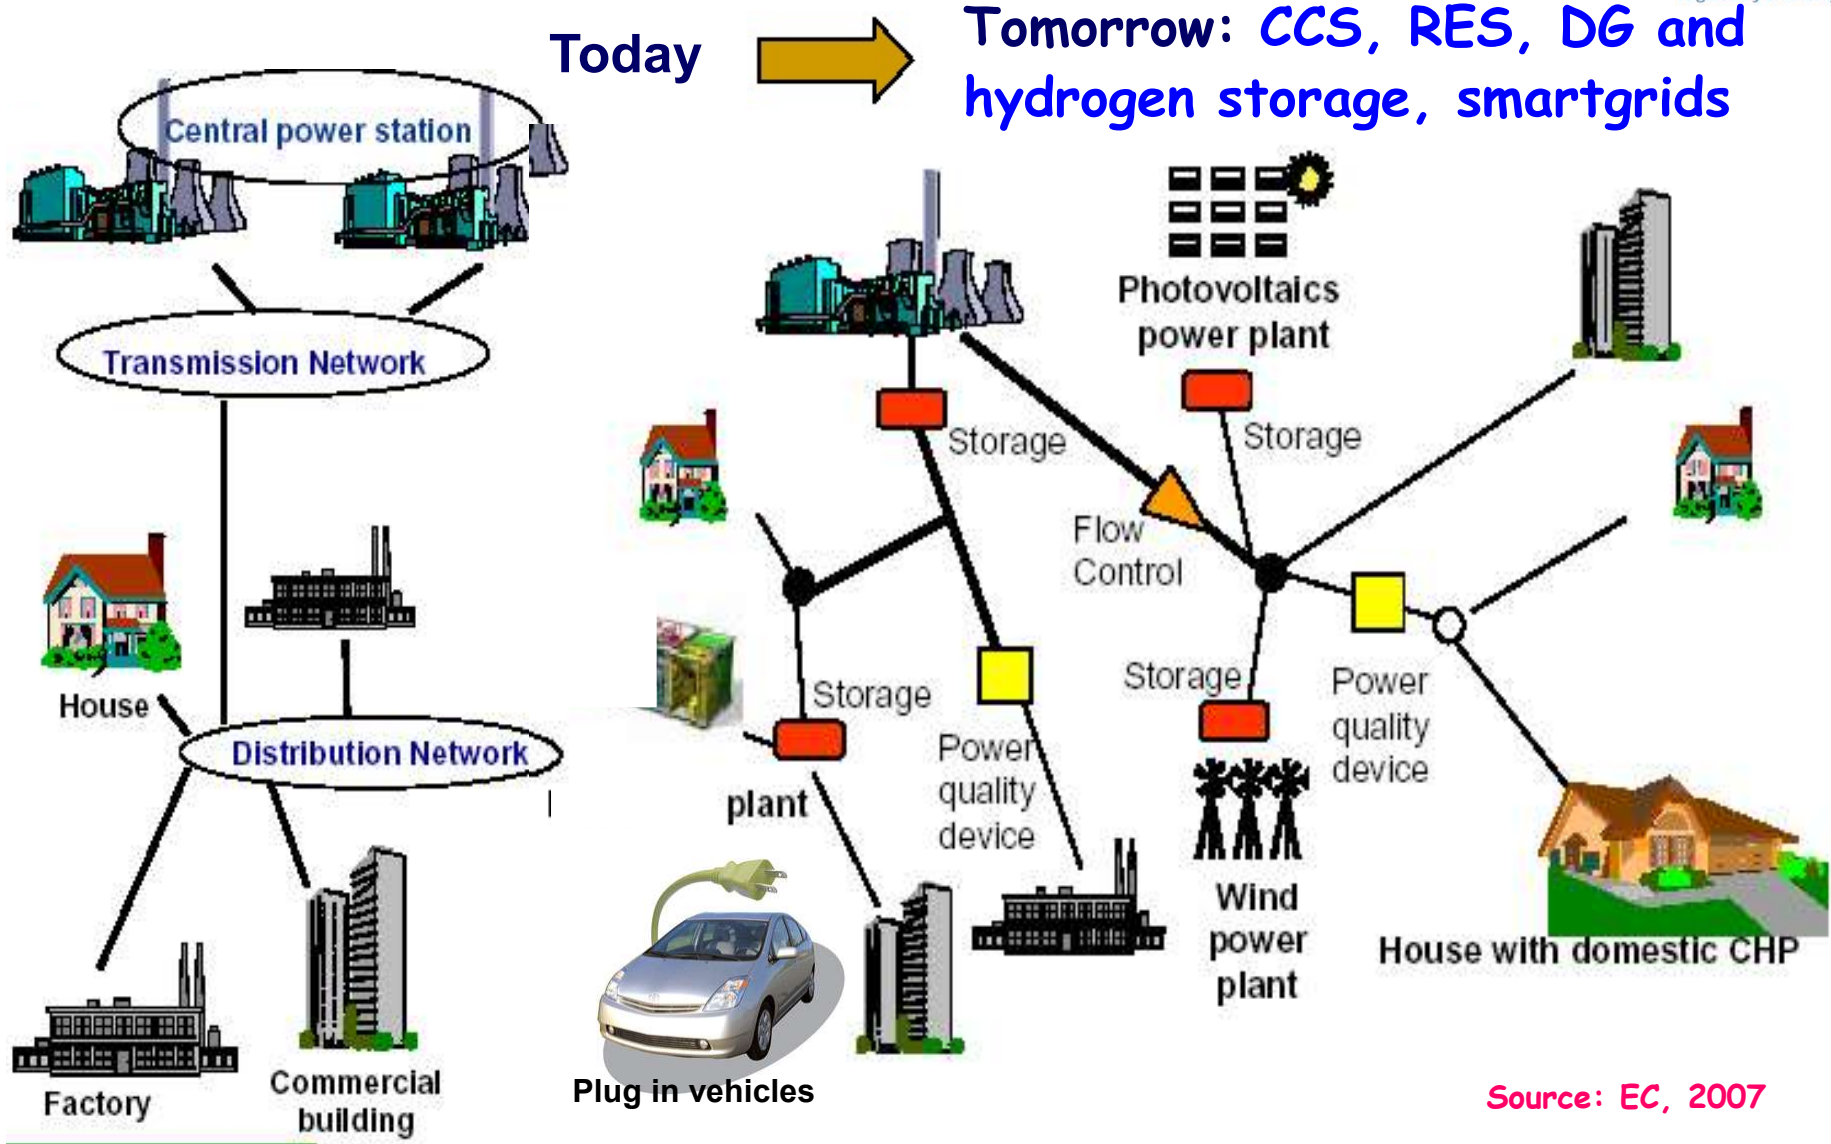 Today
Tomorrow: CCS, RES, DG and
hydrogen storage, smartgrids
Central power station
Transmission Network
House
Distribution Network
Factory
Commercial
building
Photovoltaics
power plant
Storage
Storage
Flow
Control
Storage
Storage
Power
quality
device
Power
quality
device
plant
Wind
power
plant
House with domestic CHP
Plug in vehicles
Source: EC, 2007